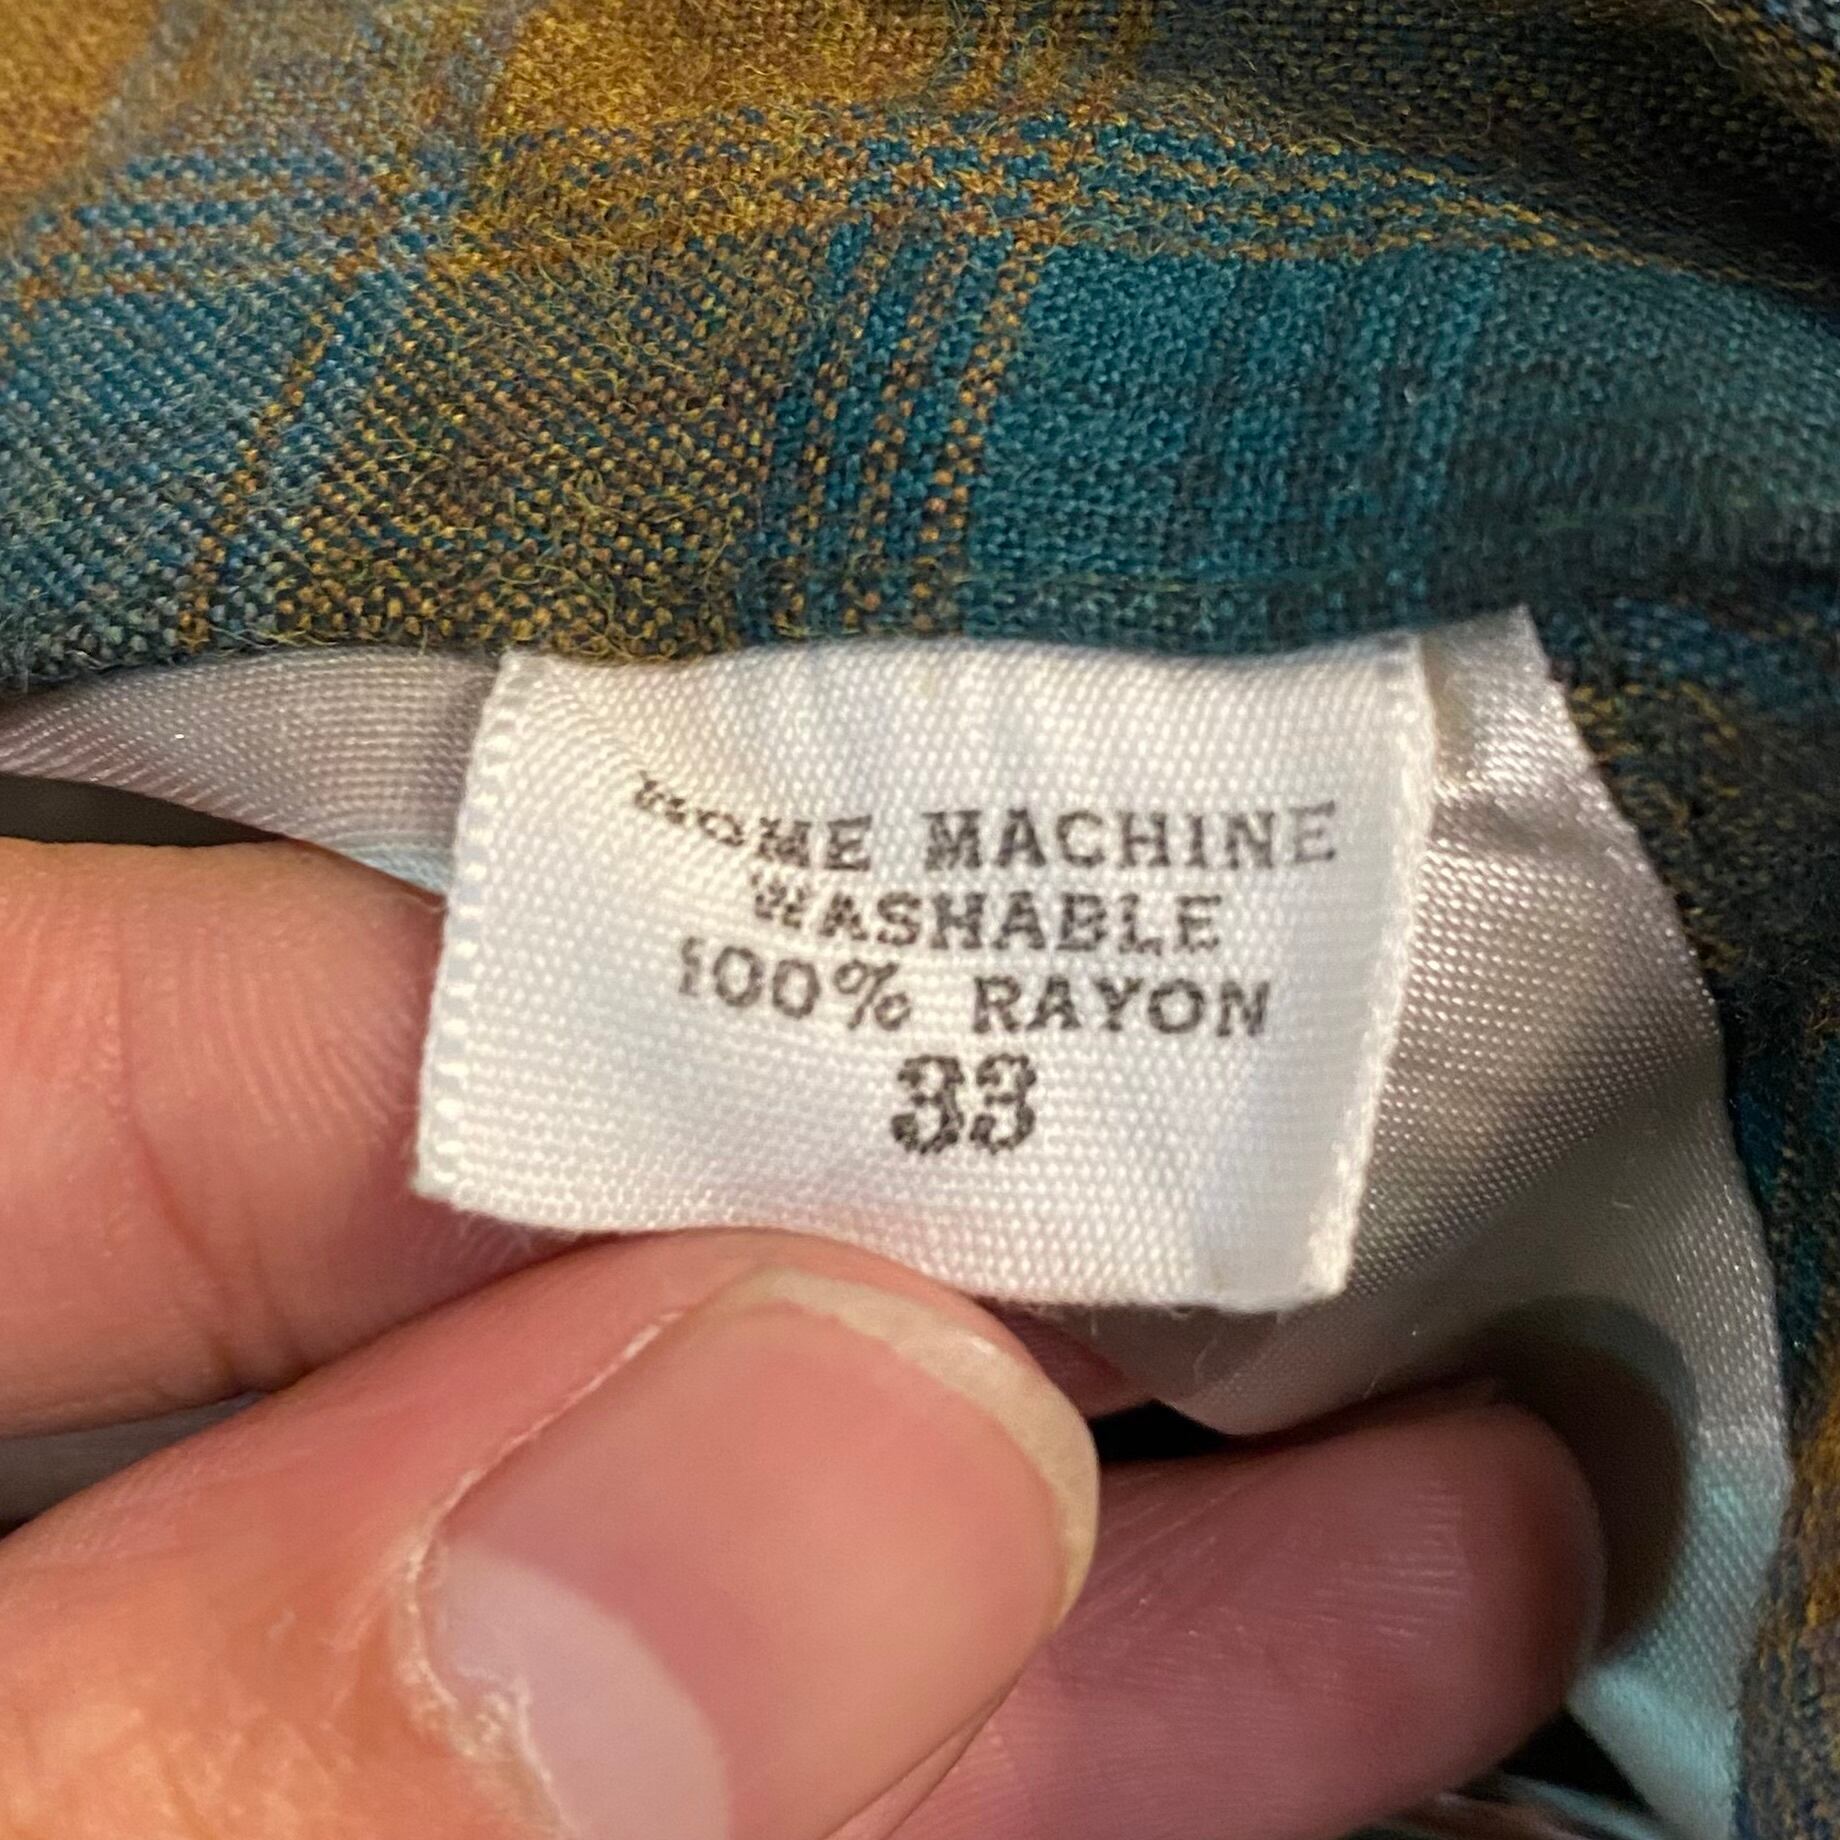 HOME MACHINE
WASHABLE
100% RAYON
33